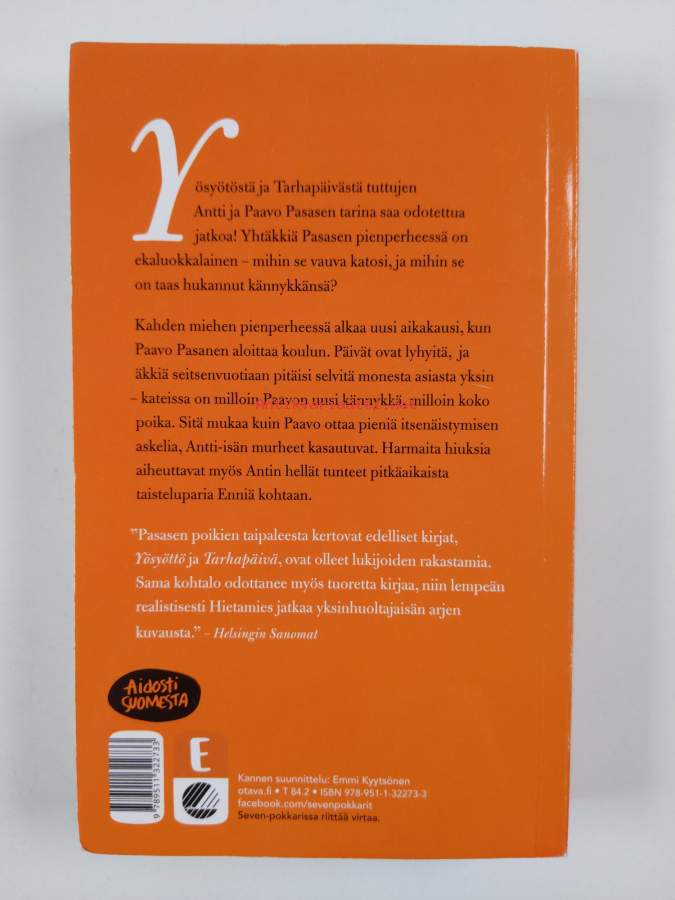 Yösyötöstä ja Tarhapäivästä tuttujen
Antti ja Paavo Pasasen tarina saa odotettua
jatkoa! Yhtäkkiä Pasasen pienperheessä on
ekaluokkalainen – mihin se vauva katosi, ja mihin se
on taas hukannut kännykkänsä?
Kahden miehen pienperheessä alkaa uusi aikakausi, kun
Paavo Pasanen aloittaa koulun. Päivät ovat lyhyitä, ja
äkkiä seitsenvuotiaan pitäisi selvitä monesta asiasta yksin
– kateissa on milloin Paavon uusi kännykkä, milloin koko
poika. Sitä mukaa kuin Paavo ottaa pieniä itsenäistymisen
askelia, Antti-isän murheet kasautuvat. Harmaita hiuksia
aiheuttavat myös Antin hellät tunteet pitkäaikaista
taisteluparia Enniä kohtaan.
”Pasasen poikien taipaleesta kertovat edelliset kirjat,
Yösyöttö ja Tarhapäivä, ovat olleet lukijoiden rakastamia.
Sama kohtalo odottanee myös tuoretta kirjaa, niin lempeän
realistisesti Hietamies jatkaa yksinhuoltajaisän arjen
kuvausta.” – Helsingin Sanomat
Aidosti
SUOMESTA
E
9 789511 322733
Kannen suunnittelu: Emmi Kyytsönen
otava.fi • T 84.2 • ISBN 978-951-1-32273-3
facebook.com/sevenpokkarit
Seven-pokkarissa riittää virtaa.